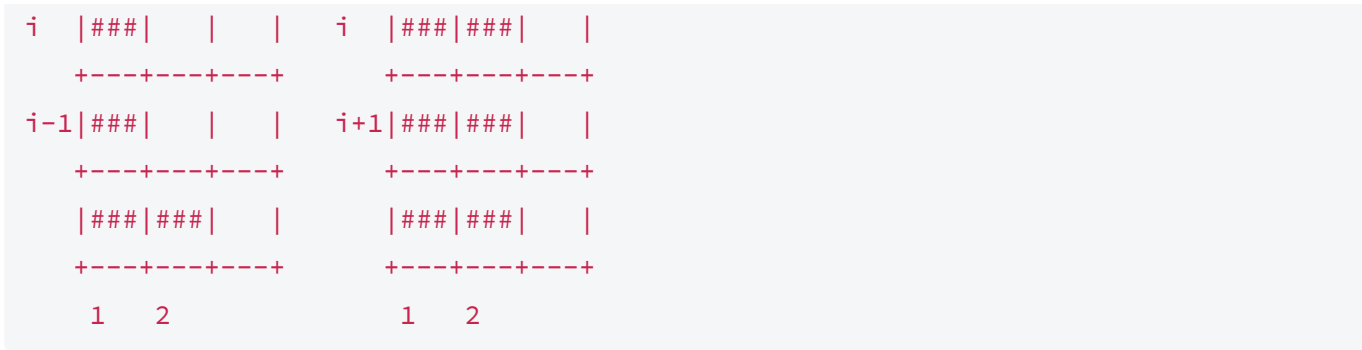 i  |###|   |   |   i  |###|###|   |
   +---+---+---+      +---+---+---+
i-1|###|   |   |   i+1|###|###|   |
   +---+---+---+      +---+---+---+
   |###|###|   |      |###|###|   |
   +---+---+---+      +---+---+---+
    1   2              1   2